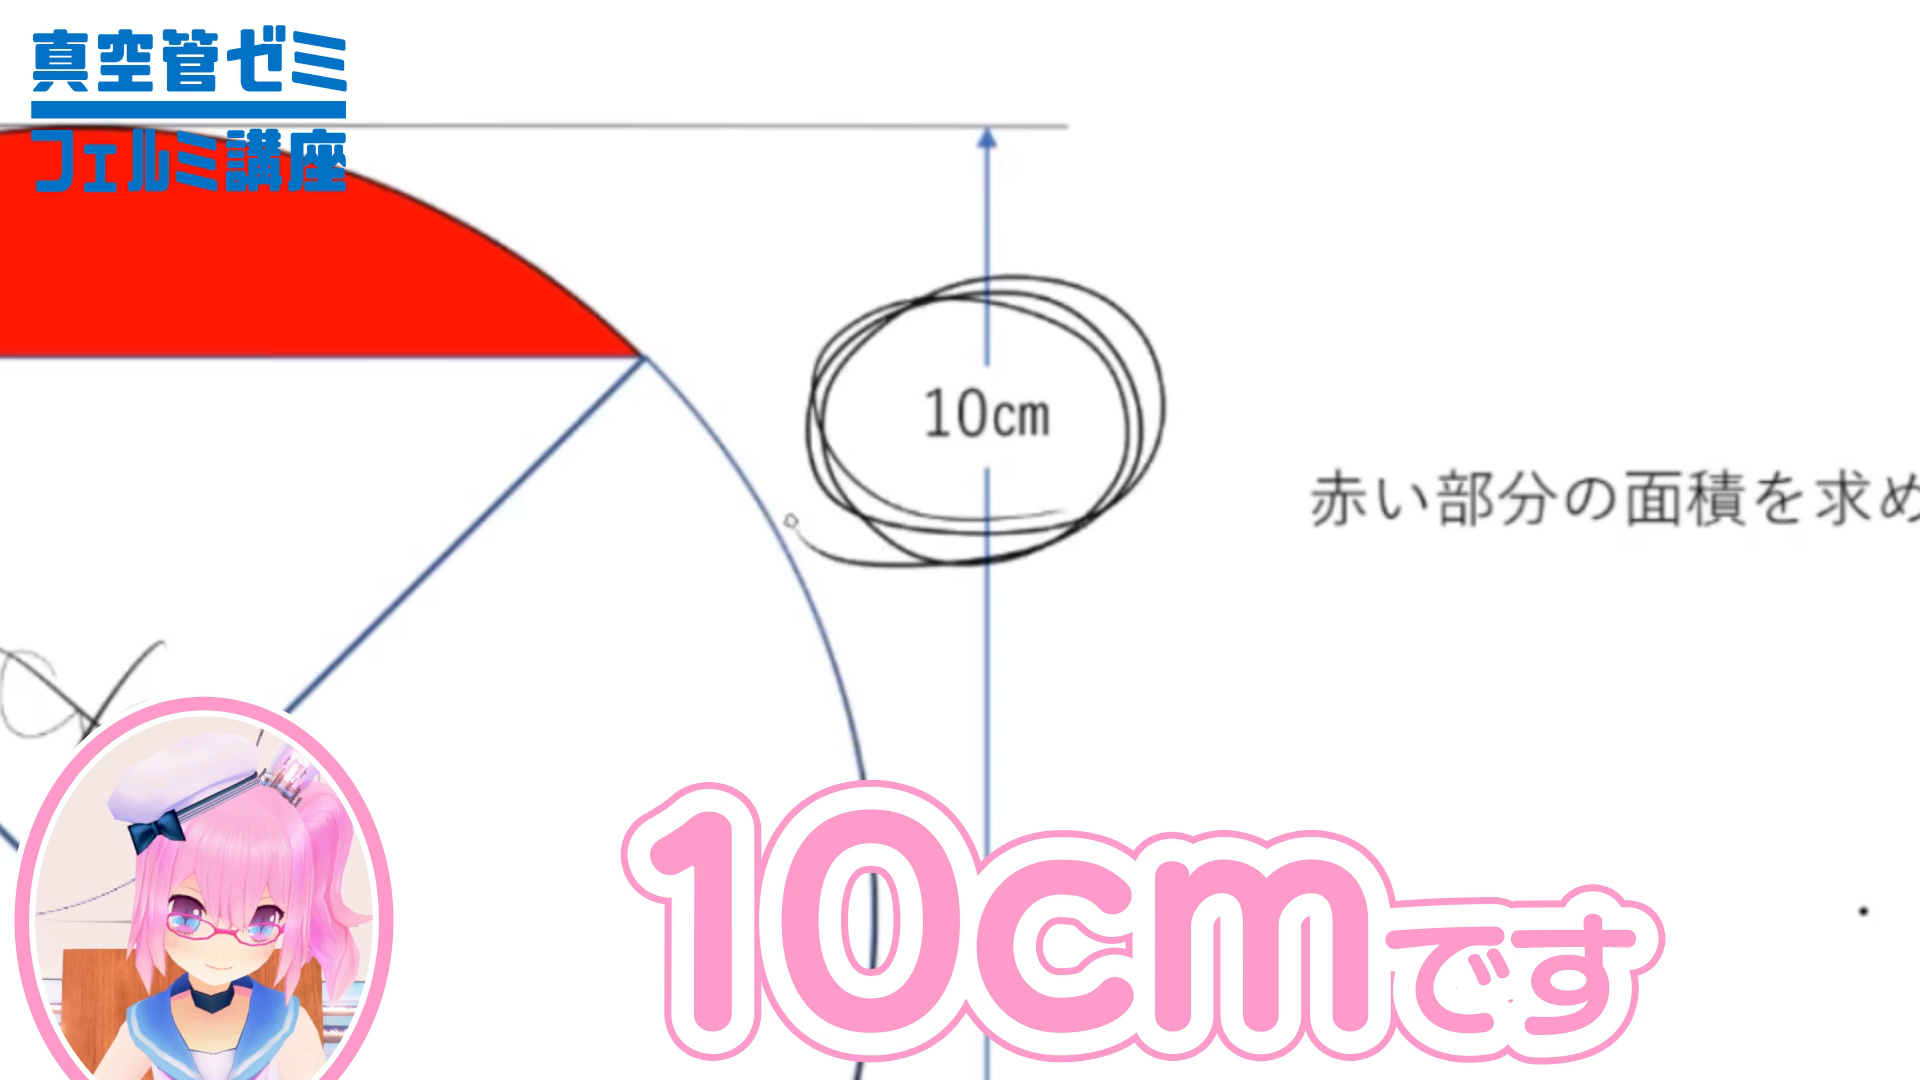 真空管ゼミ
フェルミ講座
10cm
赤い部分の面積を求め
10cmです